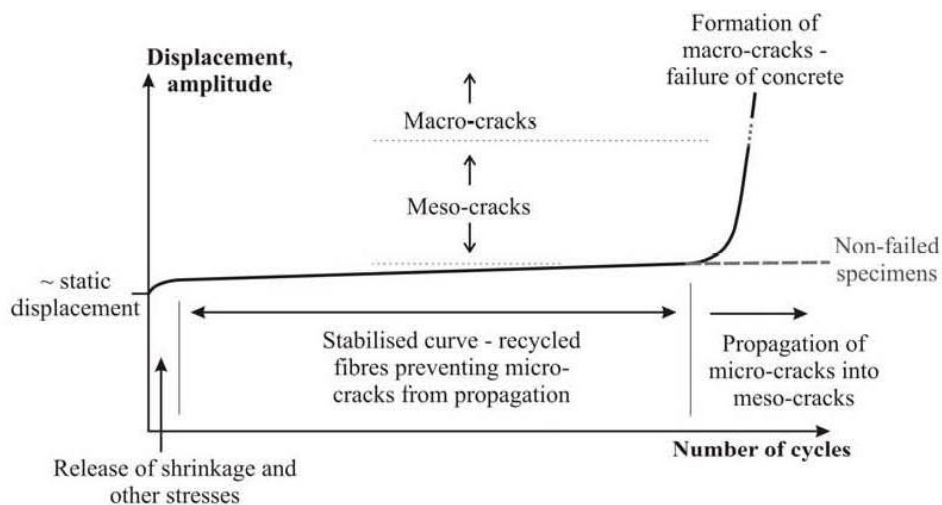 Displacement,
amplitude
Formation of
macro-cracks -
failure of concrete
Macro-cracks
Meso-cracks
Non-failed
specimens
~ static
displacement
Stabilised curve - recycled
fibres preventing micro-
cracks from propagation
Propagation of
micro-cracks into
meso-cracks
Number of cycles
Release of shrinkage and
other stresses